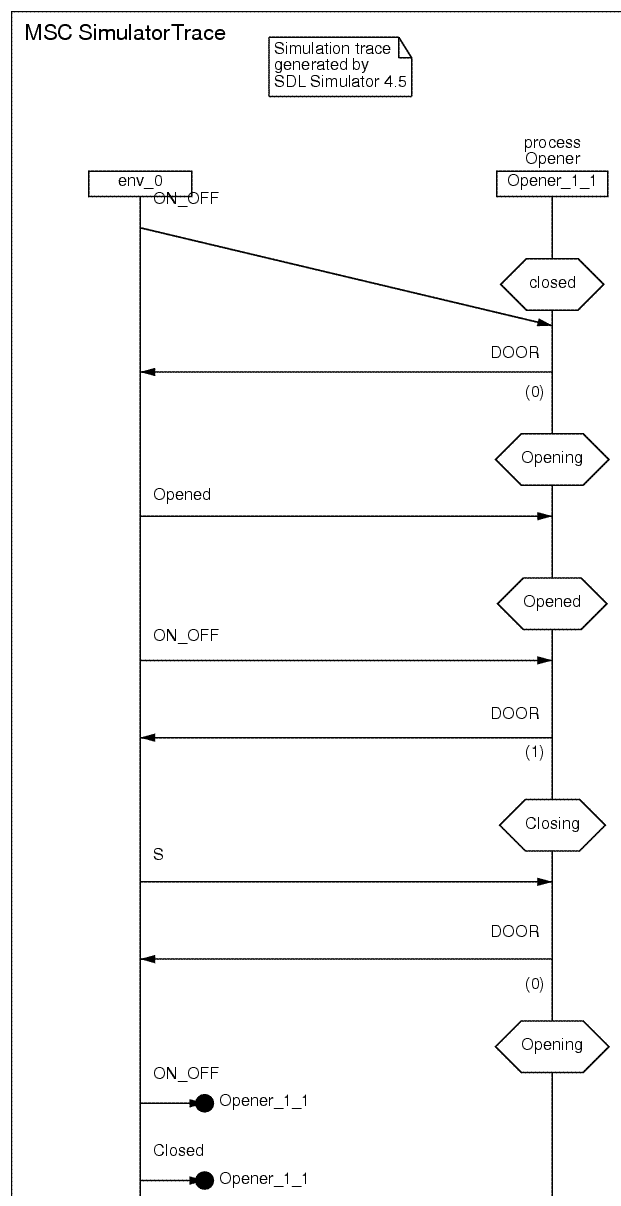 MSC SimulatorTrace
Simulation trace
generated by
SDL Simulator 4.5
process
Opener
env_0
Opener_1_1
ON_OFF
closed
DOOR
(0)
Opening
Opened
Opened
ON_OFF
DOOR
(1)
Closing
S
DOOR
(0)
Opening
ON_OFF
Opener_1_1
Closed
Opener_1_1